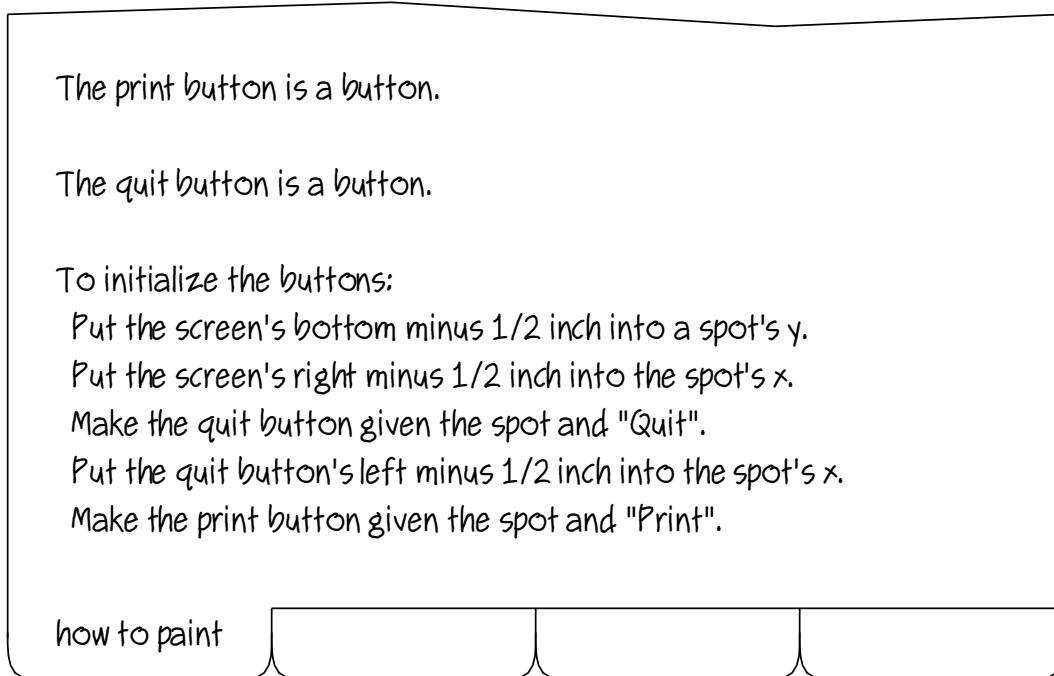 The print button is a button.
The quit button is a button.
To initialize the buttons:
Put the screen's bottom minus 1/2 inch into a spot's y.
Put the screen's right minus 1/2 inch into the spot's x.
Make the quit button given the spot and "Quit".
Put the quit button's left minus 1/2 inch into the spot's x.
Make the print button given the spot and "Print".
how to paint